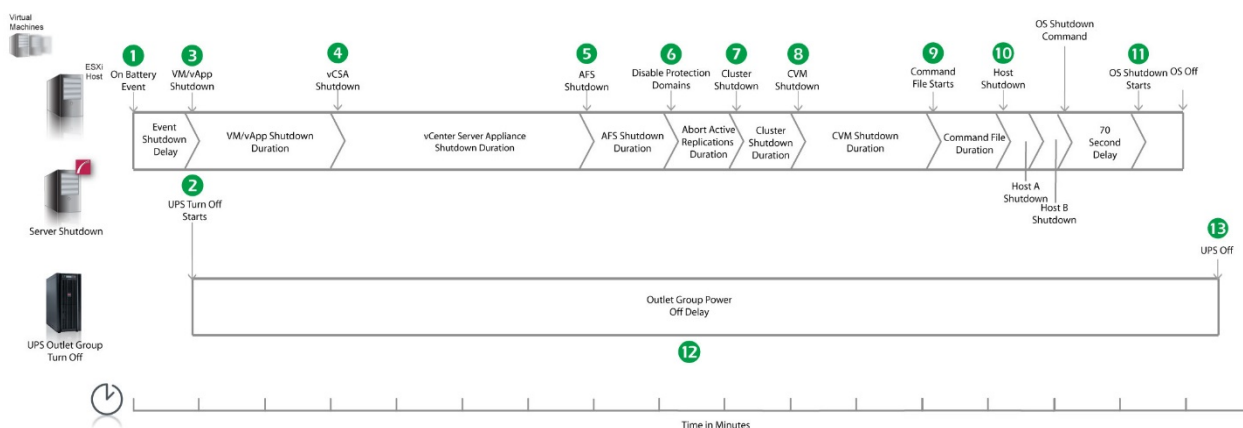 Virtual
Machines
ESXi
Host
1
On Battery
Event
3
VM/vApp
Shutdown
4
vCSA
Shutdown
5
AFS
Shutdown
6
Disable Protection
Domains
7
Cluster
Shutdown
8
CVM
Shutdown
9
Command
File Starts
10
Host
Shutdown
OS Shutdown
Command
11
OS Shutdown
Starts
OS Off
Event
Shutdown
Delay
VM/vApp Shutdown
Duration
vCenter Server Appliance
Shutdown Duration
AFS Shutdown
Duration
Abort Active
Replications
Duration
Cluster
Shutdown
Duration
CVM Shutdown
Duration
Command File
Duration
70
Second
Delay
Host A
Shutdown
Host B
Shutdown
Server Shutdown
2
UPS Turn Off
Starts
13
UPS Off
Outlet Group Power
Off Delay
12
UPS Outlet Group
Turn Off
Time in Minutes